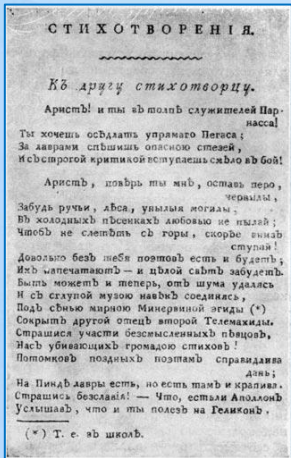 СТИХОТВОРЕНІЯ.
Къ другу стихотворцу.
Аристъ! и ты въ толпѣ служителей Пар-
насса!
Ты хочешь осѣдлать упрямаго Пегаса;
За лаврами спѣшишь опасною стезей,
И съ строгой критикой вступаешь смѣло въ бой!
Аристъ, повѣрь ты мнѣ, оставь перо,
чернилы,
Забудь ручьи, лѣса, унылыя могилы,
Въ холодныхъ пѣсенкахъ любовью не пылай;
Чтобъ не слетѣть съ горы, скорѣе внизъ
ступай!
Довольно безъ тебя поэтовъ есть и будетъ;
Ихъ напечатаютъ — и цѣлой свѣтъ забудетъ.
Быть можетъ и теперь, отъ шума удалясь
И съ глупой музою навѣкъ соединясь,
Подъ сѣнью мирною Минервиной эгиды (*)
Сокрытъ другой отецъ второй Телемахиды.
Страшися участи безсмысленныхъ пѣвцовъ,
Насъ убивающихъ громадою стиховъ!
Потомковъ поздныхъ поэтамъ справидлива
дань;
На Пиндѣ лавры есть, но есть тамъ и крапива.
Страшись безславія! — Что, естьли Аполлонъ
Услышавъ, что и ты полезъ на Геликонъ.
(*) Т. е. въ школѣ.